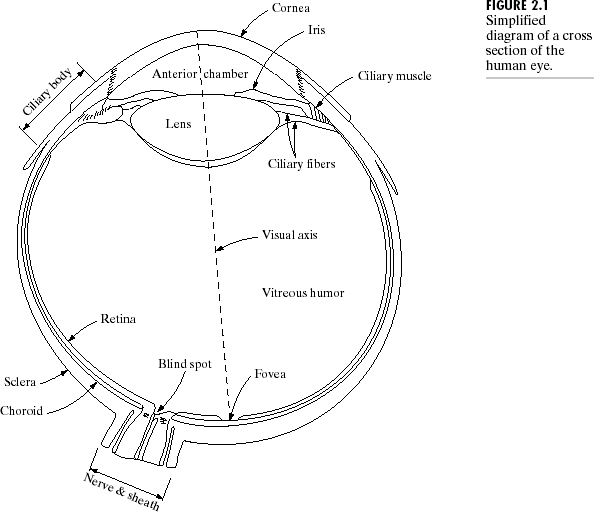 FIGURE 2.1
Simplified
diagram of a cross
section of the
human eye.
Cornea
Iris
Anterior chamber
Ciliary muscle
Ciliary body
Lens
Ciliary fibers
Visual axis
Vitreous humor
Retina
Blind spot
Fovea
Sclera
Choroid
Nerve & sheath